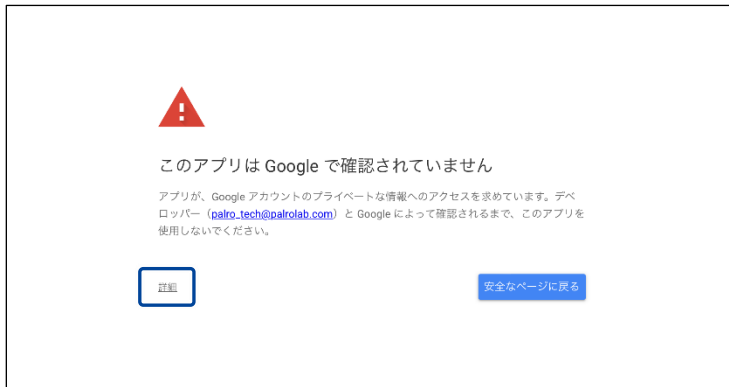 このアプリは Google で確認されていません
アプリが、Google アカウントのプライベートな情報へのアクセスを求めています。デベ
ロッパー（palro_tech@palrolab.com）と Google によって確認されるまで、このアプリを
使用しないでください。
詳細
安全なページに戻る